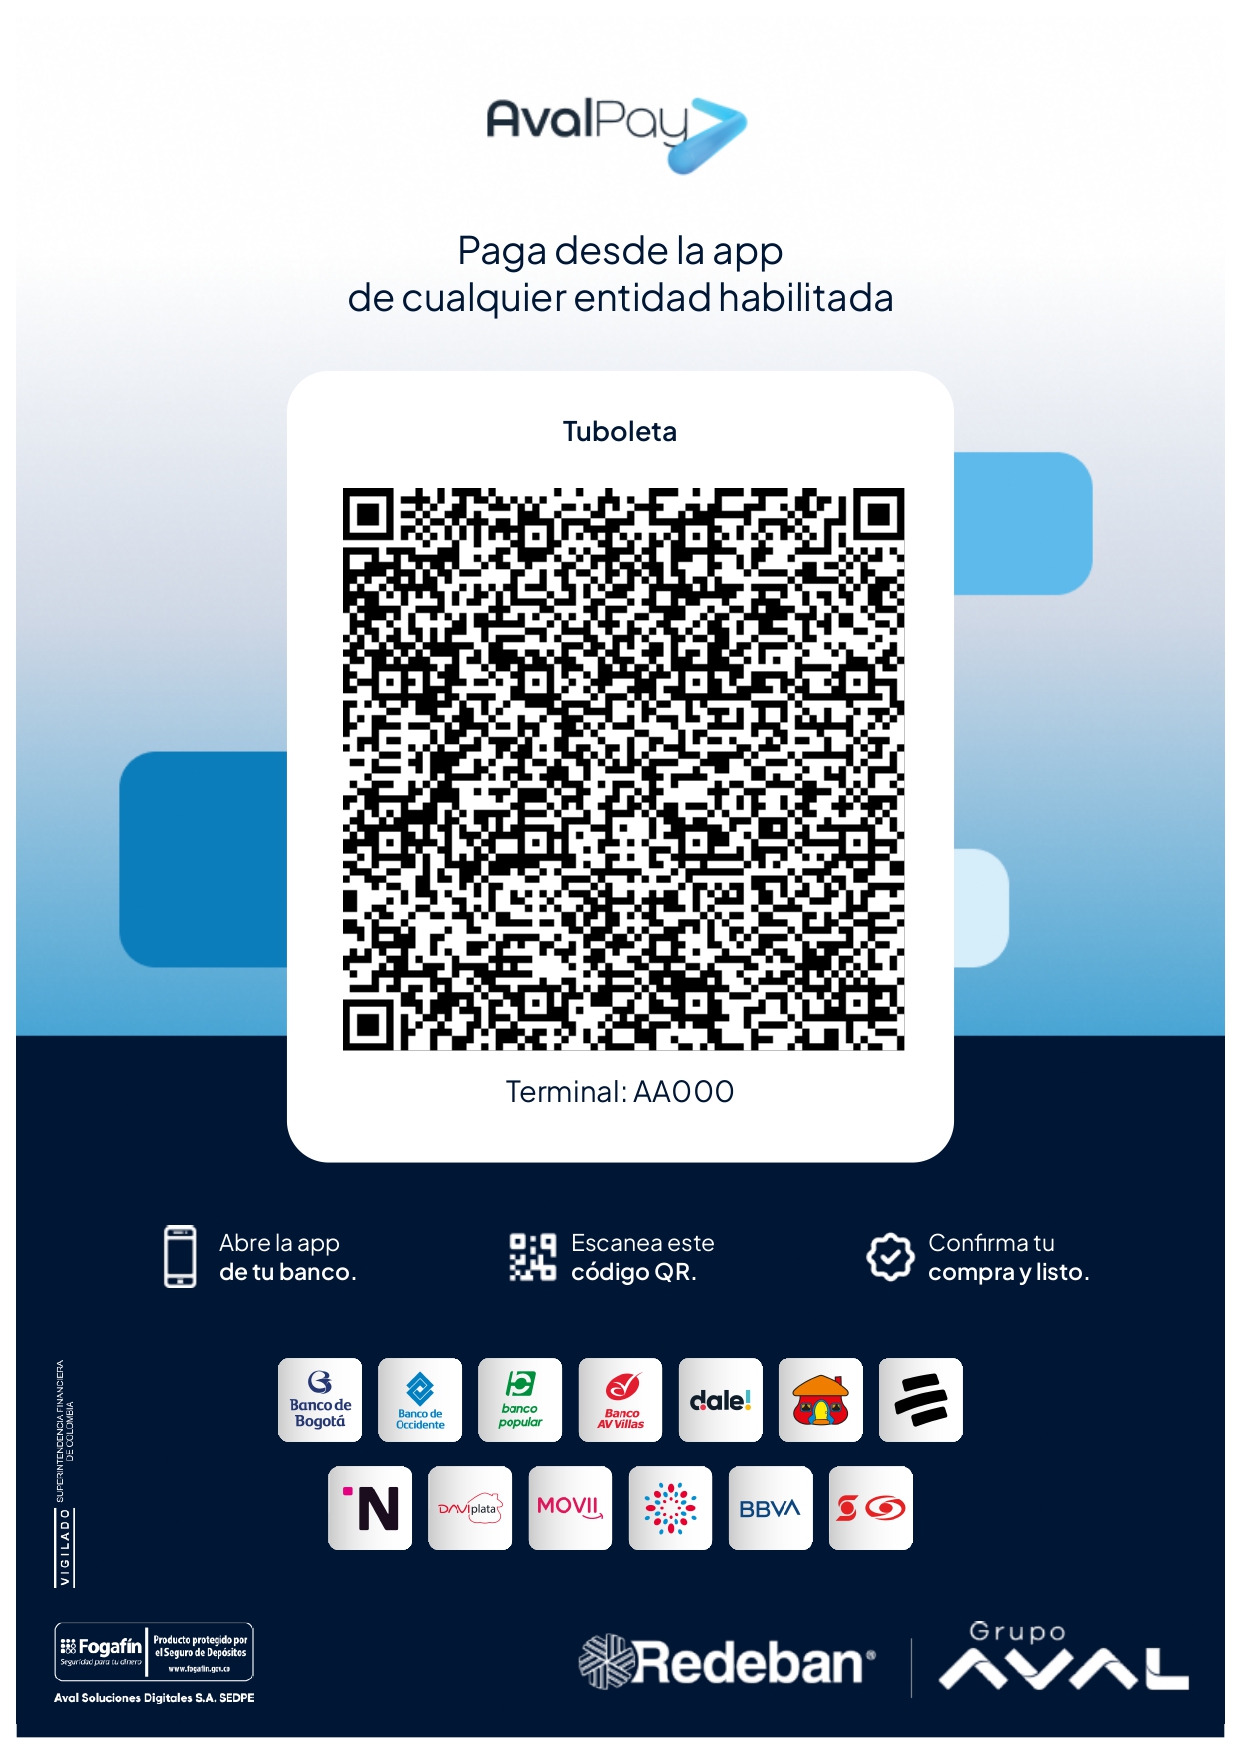 AvalPay
Paga desde la app
de cualquier entidad habilitada
Tuboleta
Terminal: AA000
Abre la app
de tu banco.
Escanea este
código QR.
Confirma tu
compra y listo.
Banco de
Bogotá
Banco de
Occidente
banco
popular
Banco
AV Villas
dale!
N
DAVIplata
MOVII
BBVA
VIGILADO SUPERINTENDENCIA FINANCIERA
DE COLOMBIA
Fogafín
Seguridad para tu dinero
Producto protegido por
el Seguro de Depósitos
www.fogafin.gov.co
Aval Soluciones Digitales S.A. SEDPE
Redeban®
Grupo
AVAL